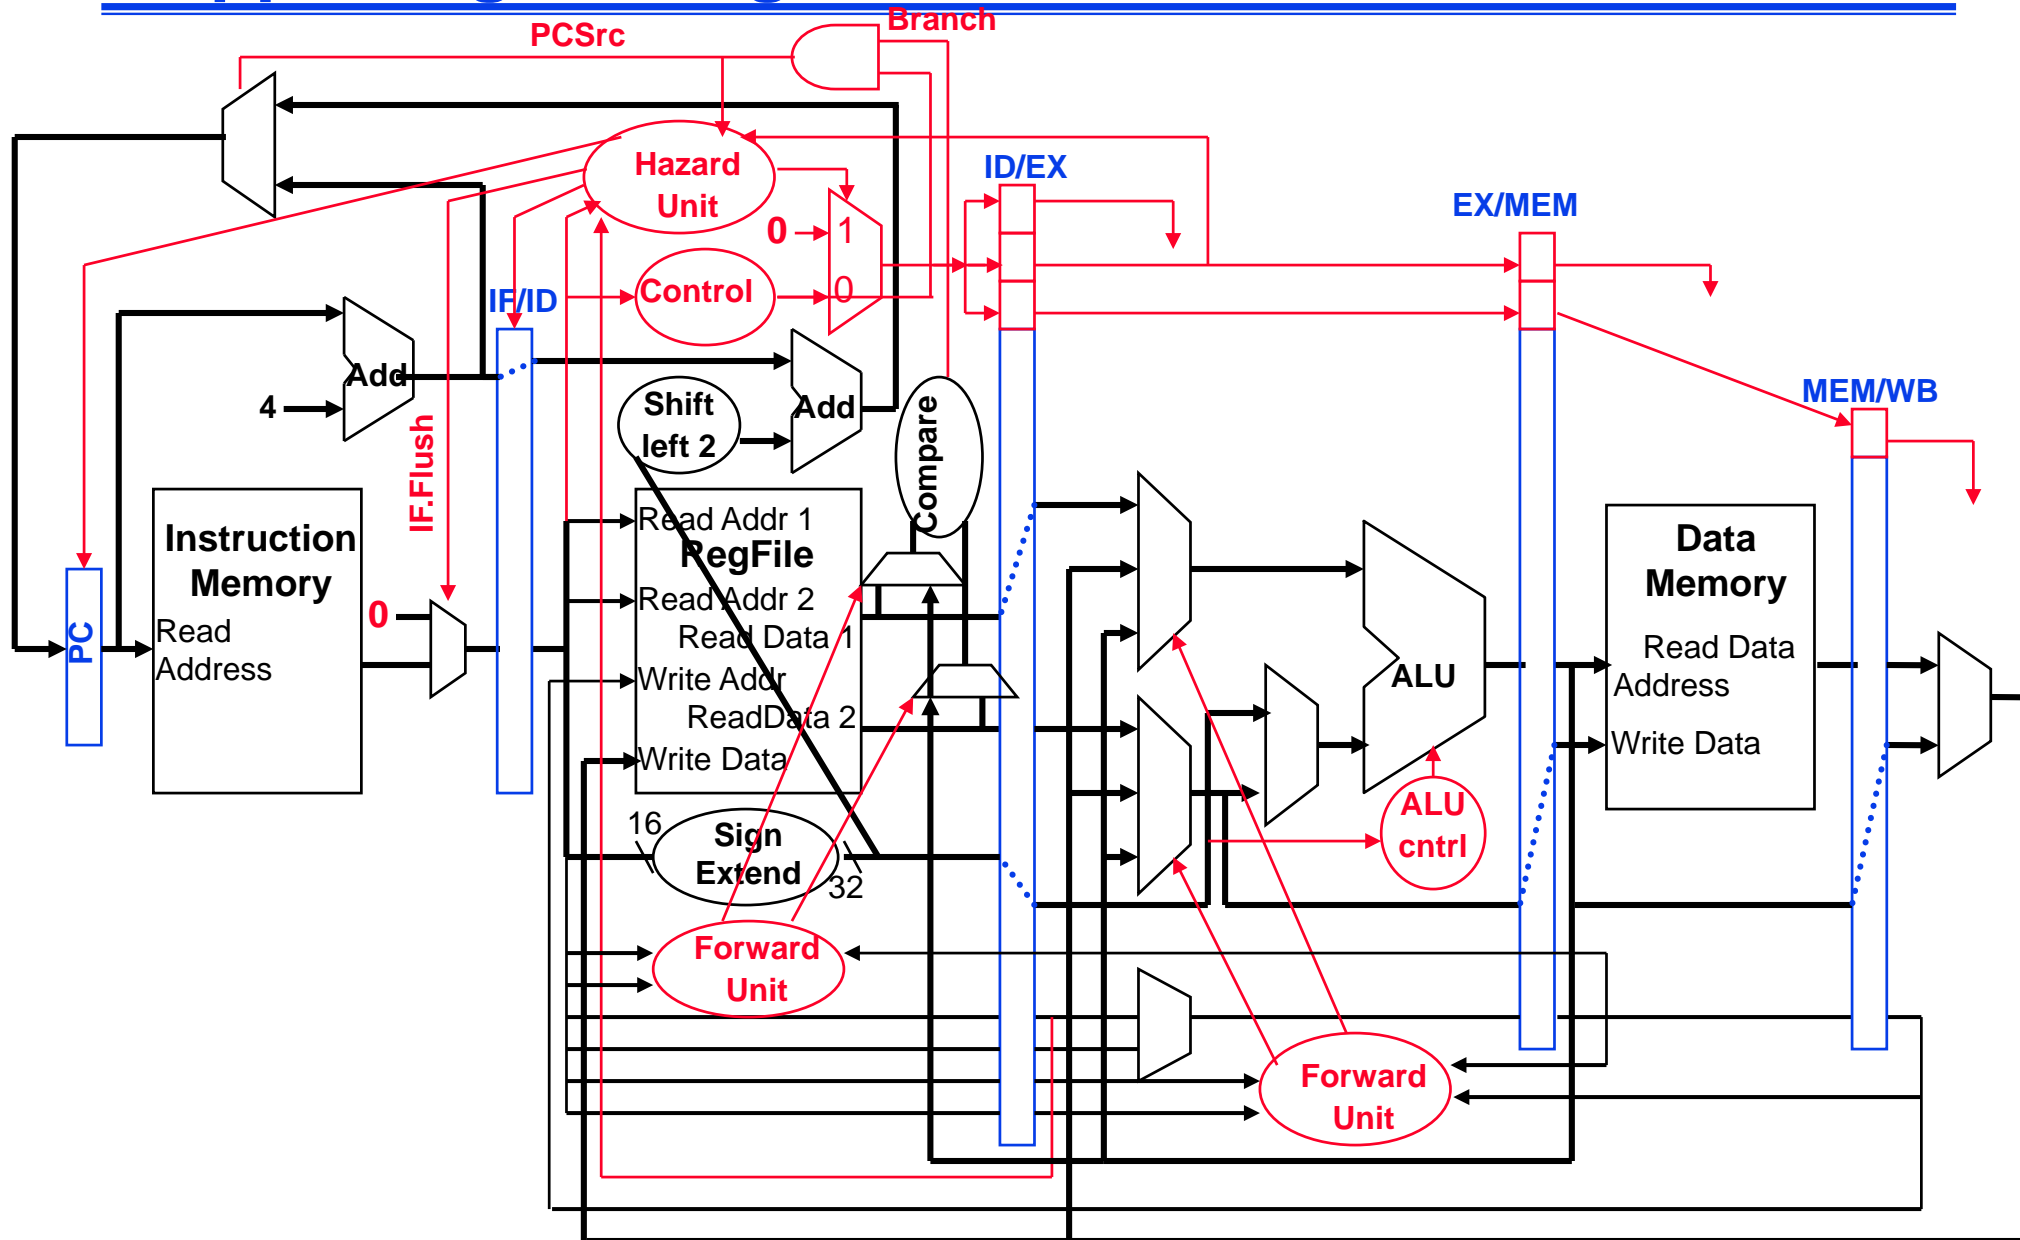 Branch
PCSrc
Hazard
Unit
ID/EX
EX/MEM
0
1
0
Control
IF/ID
Add
4
Shift
left 2
Add
Compare
MEM/WB
IF.Flush
Instruction
Memory
Read
Address
PC
0
Read Addr 1
RegFile
Read Addr 2
Read Data 1
Write Addr
ReadData 2
Write Data
ALU
Data
Memory
Read Data
Address
Write Data
16
Sign
Extend
32
ALU
cntrl
Forward
Unit
Forward
Unit